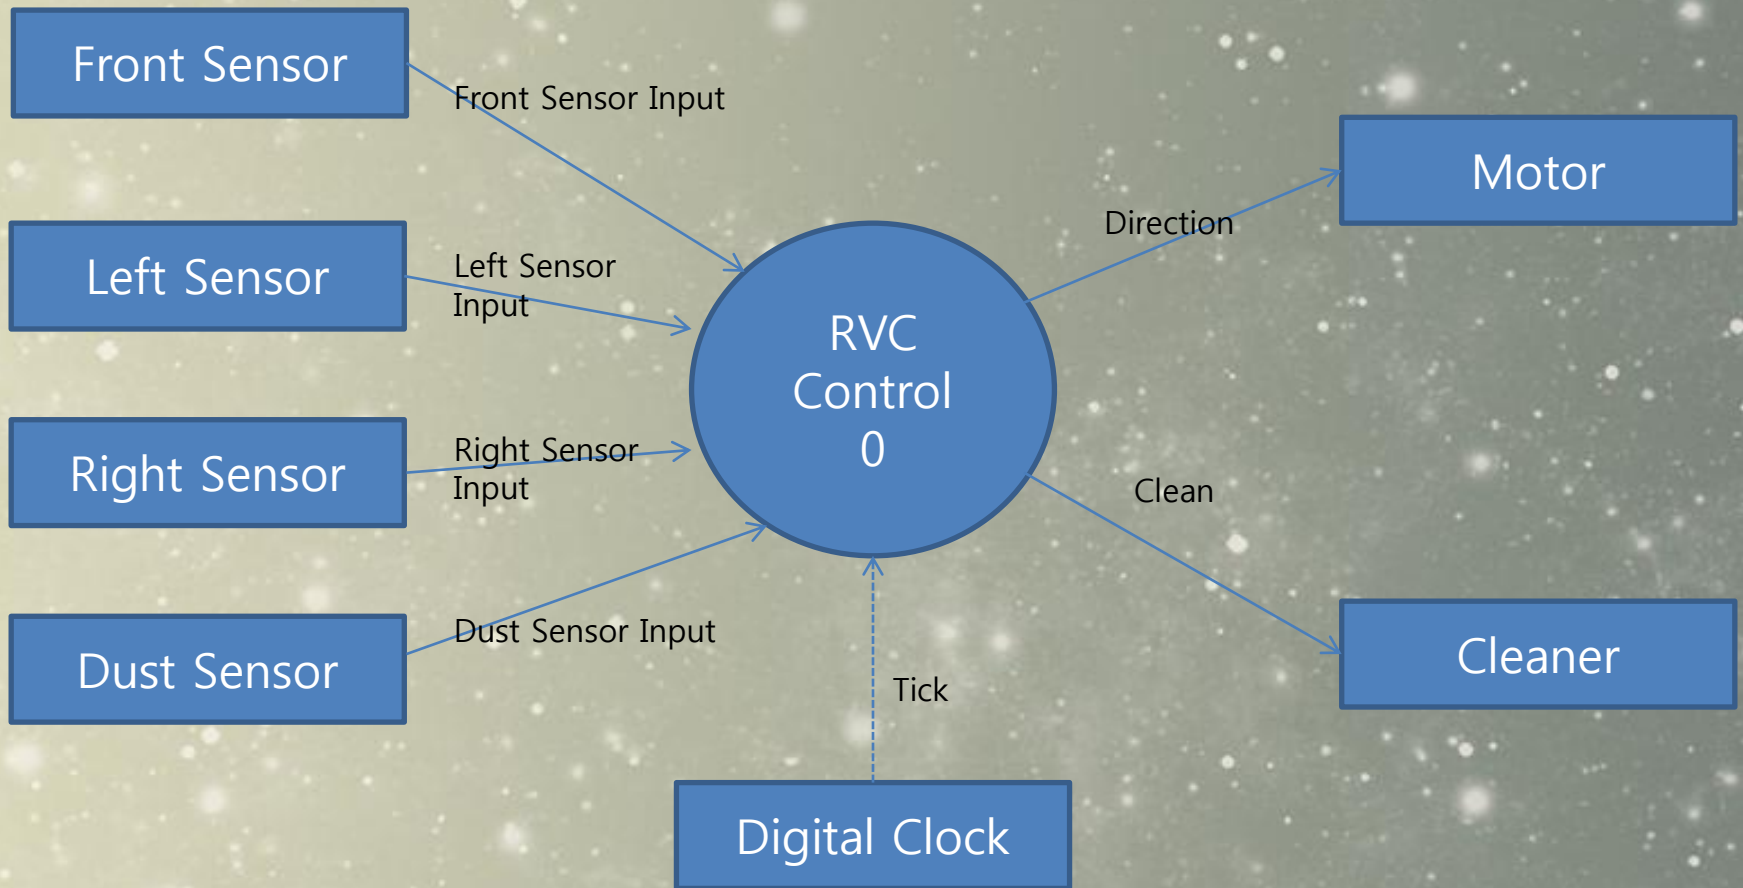 Front Sensor
Front Sensor Input
Motor
Direction
Left Sensor
Left Sensor
Input
RVC
Control
0
Right Sensor
Right Sensor
Input
Clean
Dust Sensor
Dust Sensor Input
Cleaner
Tick
Digital Clock